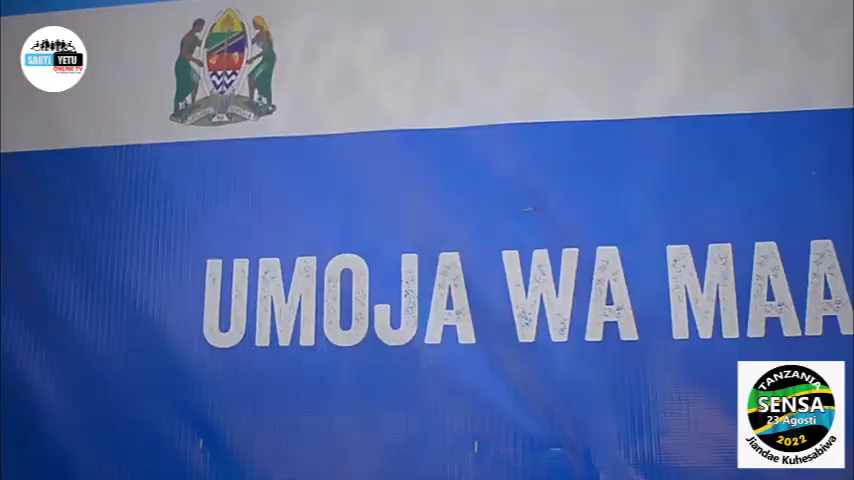 SAUTI YETU
ONLINE TV
UMOJA WA MAA
TANZANIA
SENSA
23 Agosti
2022
Jiandae Kuhesabiwa